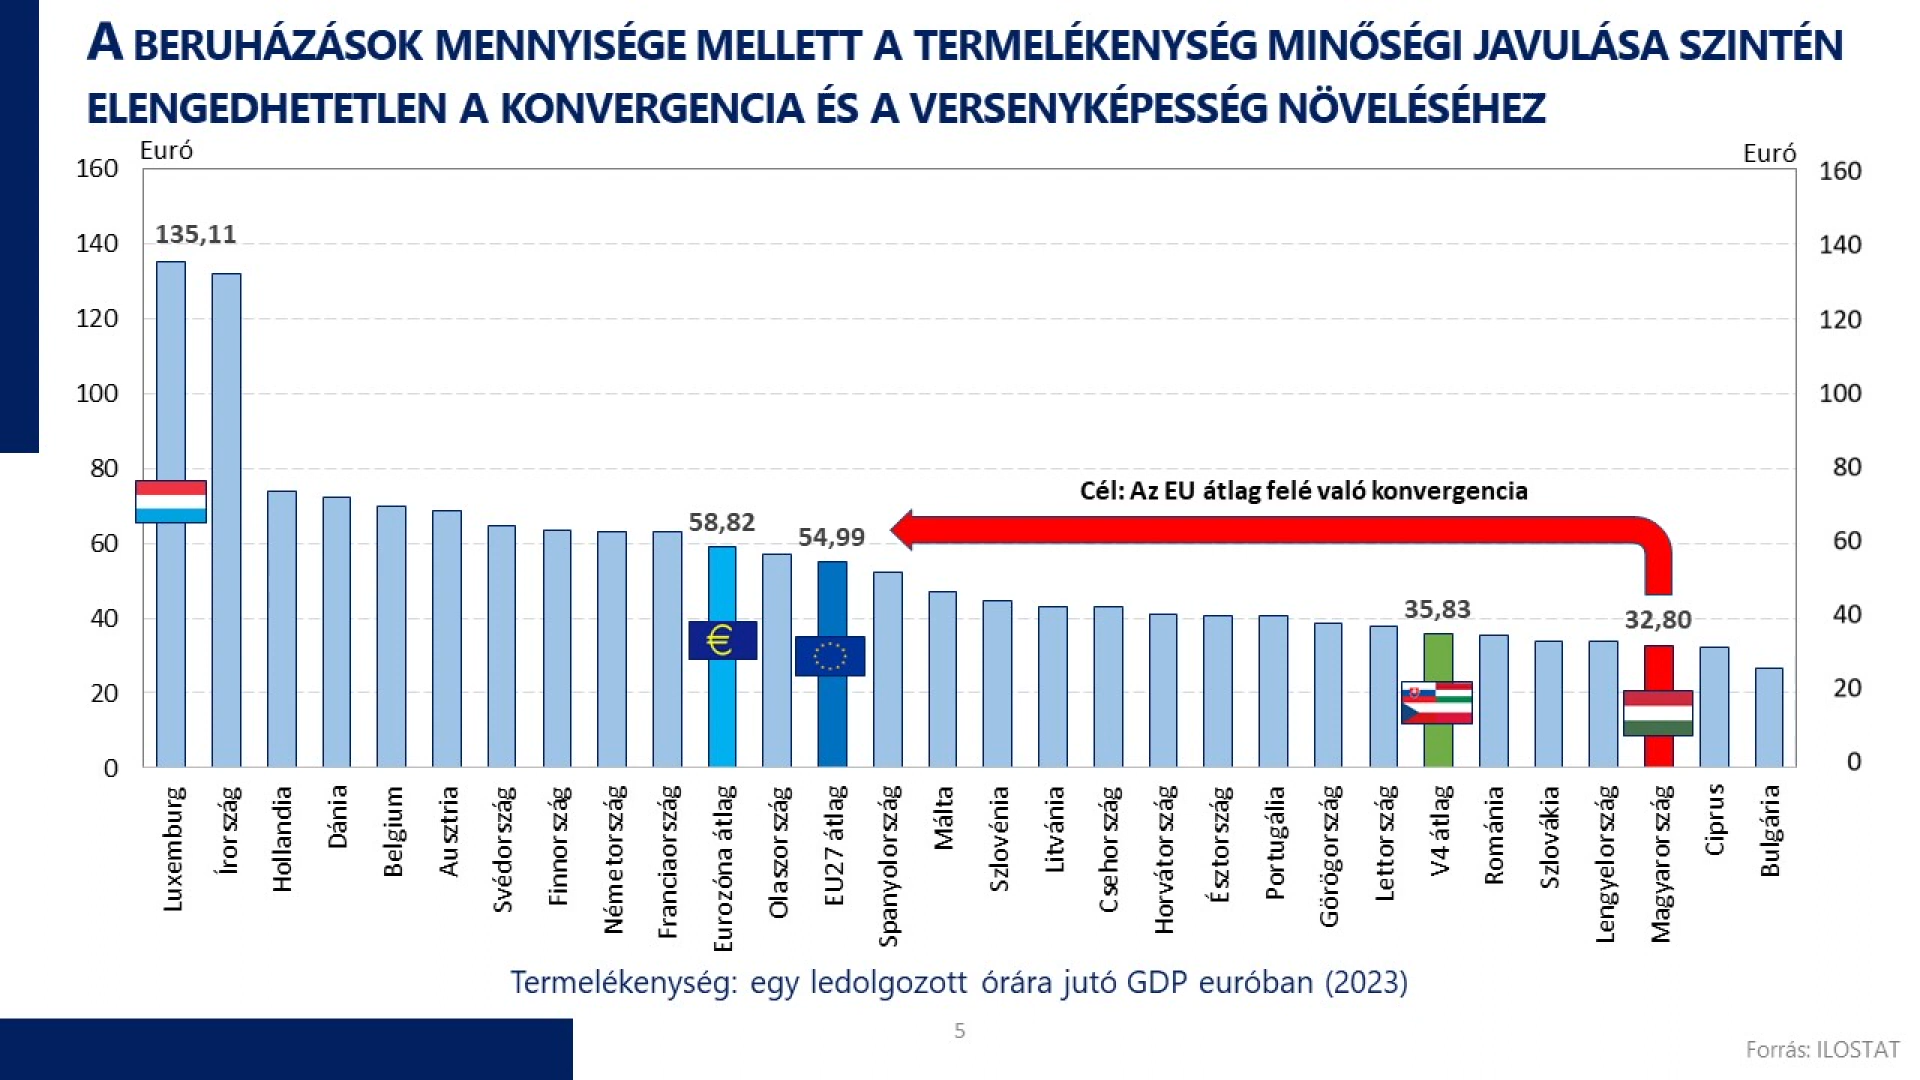 A BERUHÁZÁSOK MENNYISÉGE MELLETT A TERMELÉKENYSÉG MINŐSÉGI JAVULÁSA SZINTÉN
ELENGEDHETETLEN A KONVERGENCIA ÉS A VERSENYKÉPESSÉG NÖVELÉSÉHEZ
Euró
Euró
160
140
120
100
80
60
40
20
0
160
140
120
100
80
60
40
20
0
135,11
58,82
54,99
35,83
32,80
Cél: Az EU átlag felé való konvergencia
€
Luxemburg
Írország
Hollandia
Dánia
Belgium
Ausztria
Svédország
Finnország
Németország
Franciaország
Eurozóna átlag
Olaszország
EU27 átlag
Spanyolország
Málta
Szlovénia
Litvánia
Csehország
Horvátország
Észtország
Portugália
Görögország
Lettország
V4 átlag
Románia
Szlovákia
Lengyelország
Magyarország
Ciprus
Bulgária
Termelékenység: egy ledolgozott órára jutó GDP euróban (2023)
5
Forrás: ILOSTAT